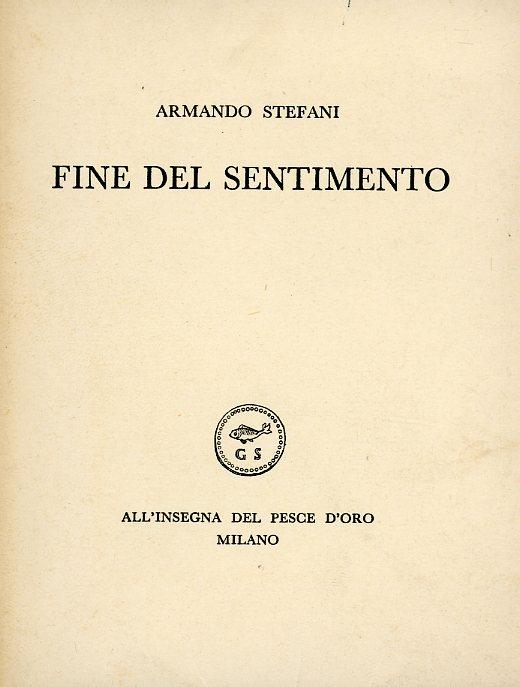 ARMANDO STEFANI
FINE DEL SENTIMENTO
G S
ALL'INSEGNA DEL PESCE D'ORO
MILANO